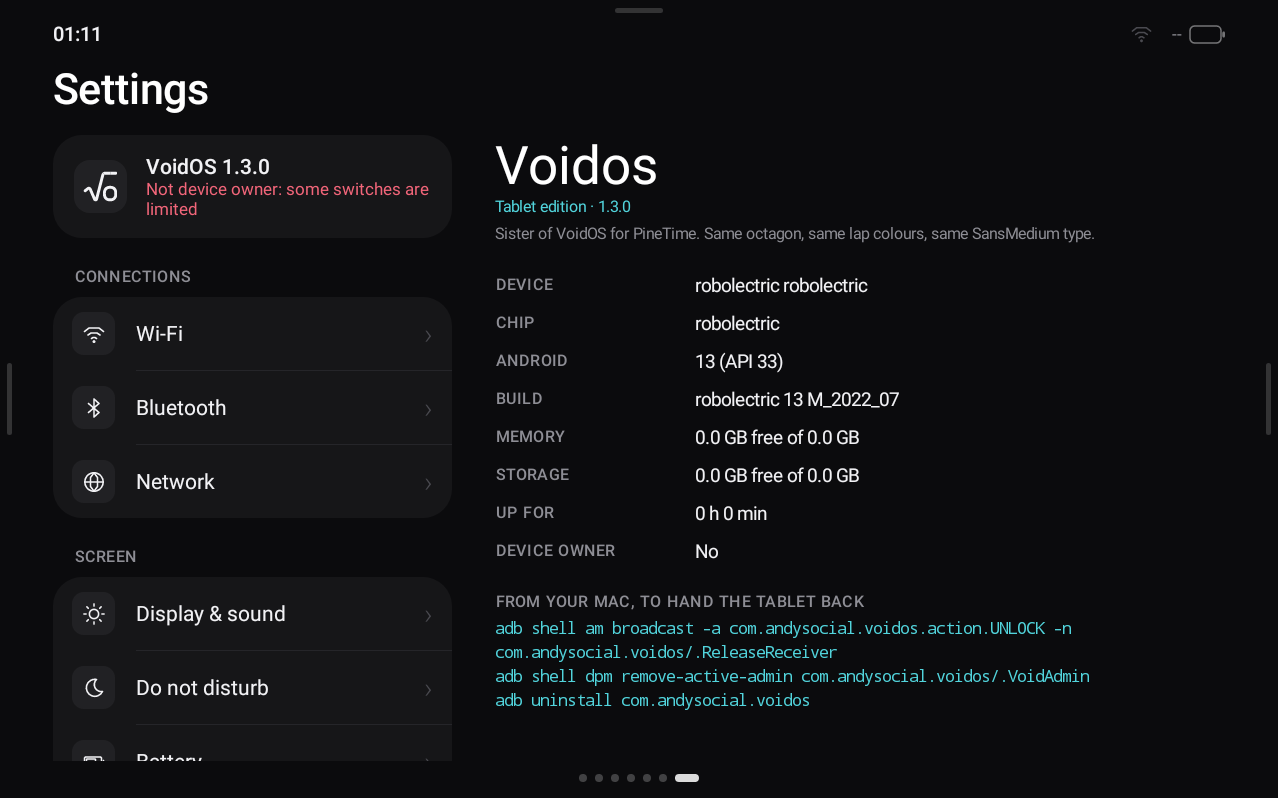 01:11
--
Settings
VoidOS 1.3.0
Not device owner: some switches are
limited
CONNECTIONS
Wi-Fi
Bluetooth
Network
SCREEN
Display & sound
Do not disturb
Battery
Voidos
Tablet edition · 1.3.0
Sister of VoidOS for PineTime. Same octagon, same lap colours, same SansMedium type.
DEVICE robolectric robolectric
CHIP robolectric
ANDROID 13 (API 33)
BUILD robolectric 13 M_2022_07
MEMORY 0.0 GB free of 0.0 GB
STORAGE 0.0 GB free of 0.0 GB
UP FOR 0 h 0 min
DEVICE OWNER No
FROM YOUR MAC, TO HAND THE TABLET BACK
adb shell am broadcast -a com.andysocial.voidos.action.UNLOCK -n
com.andysocial.voidos/.ReleaseReceiver
adb shell dpm remove-active-admin com.andysocial.voidos/.VoidAdmin
adb uninstall com.andysocial.voidos